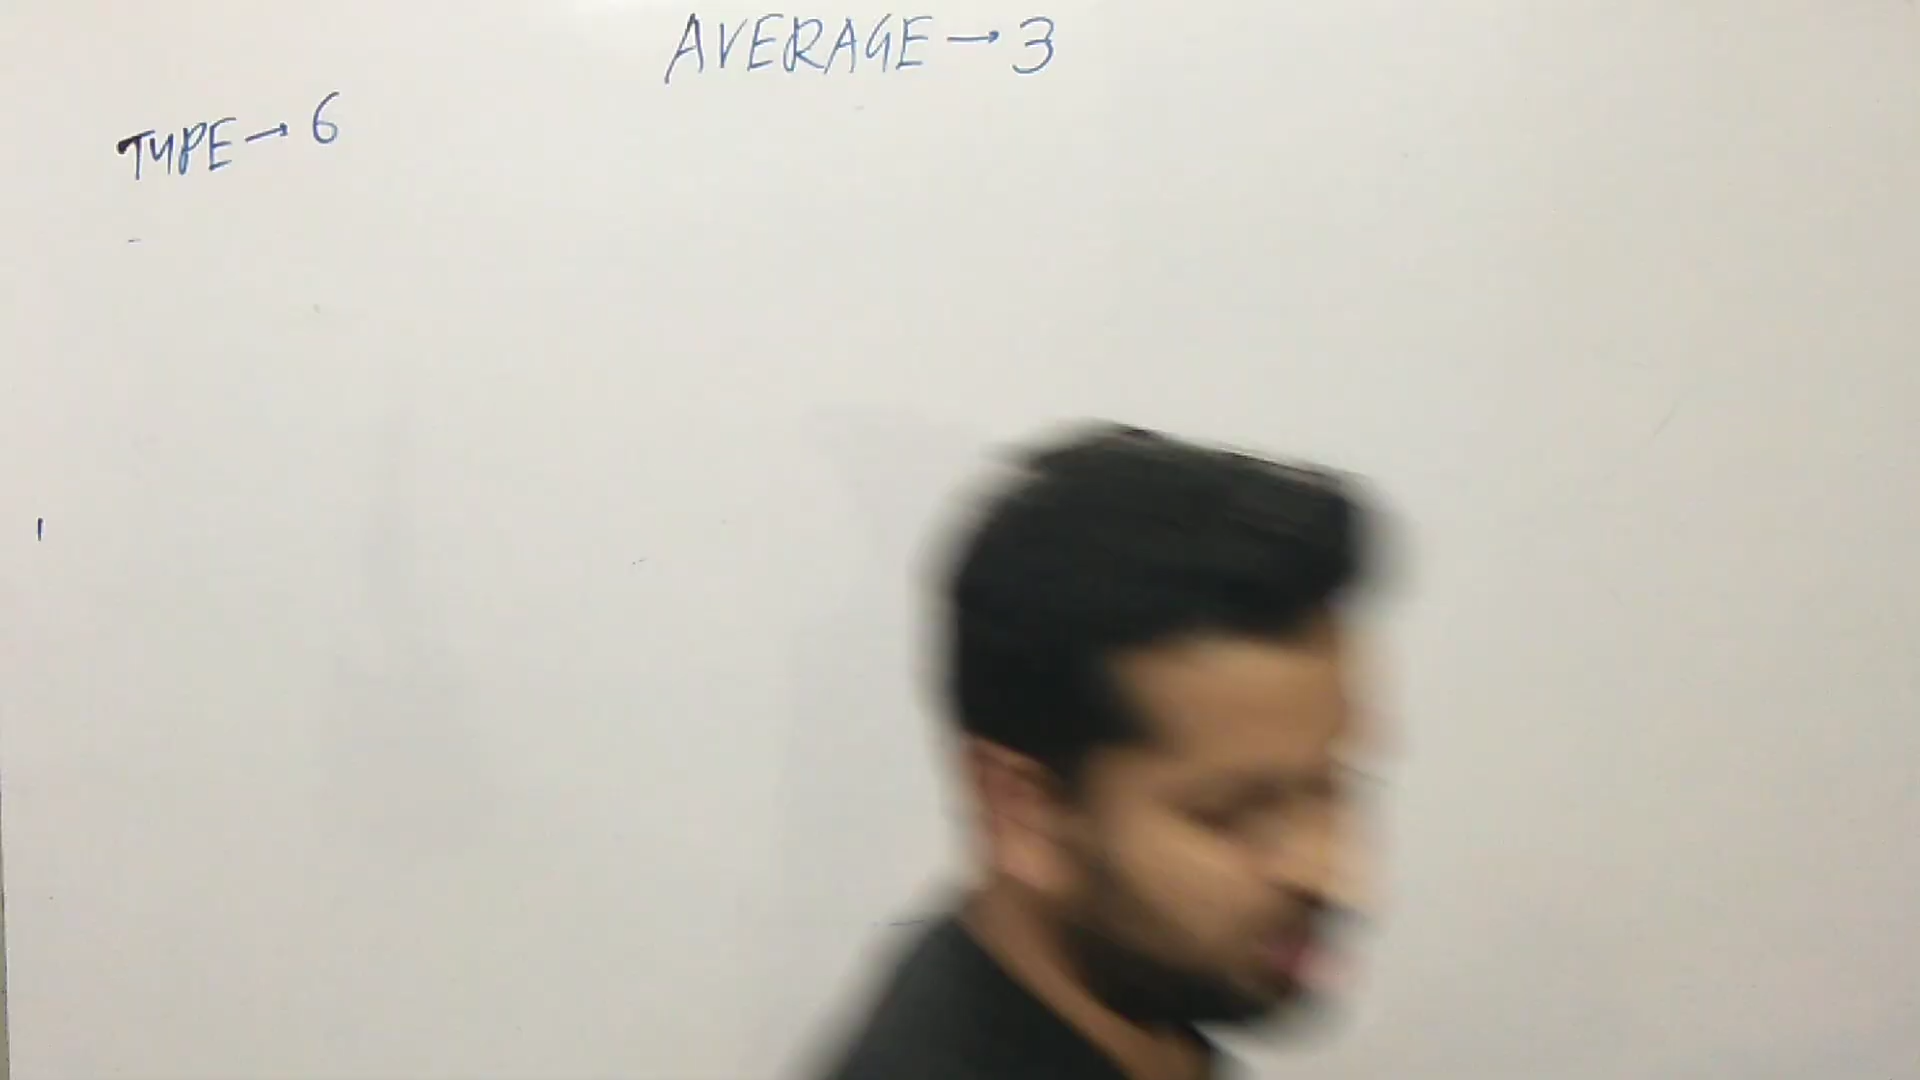 AVERAGE → 3
TYPE → 6